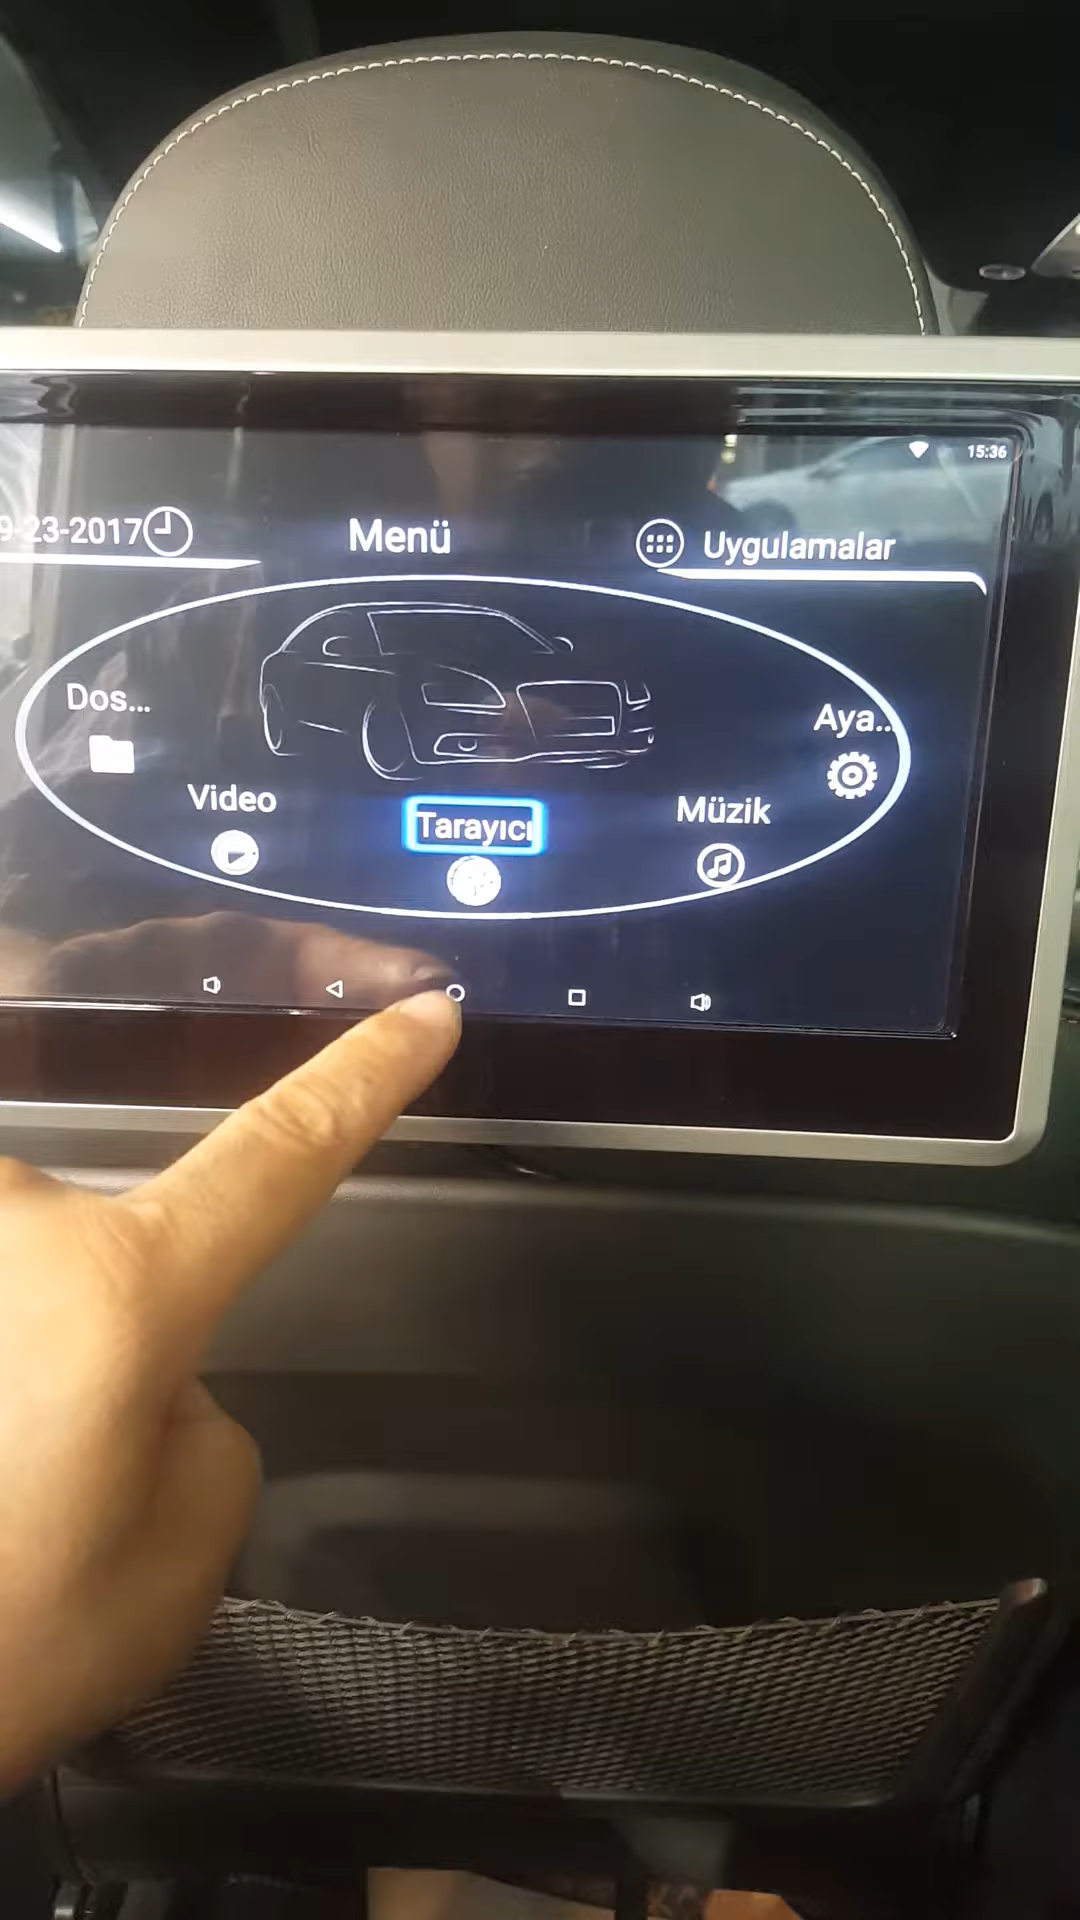 15:36
9-23-2017
Menü
Uygulamalar
Dos...
Aya...
Video
Tarayıcı
Müzik